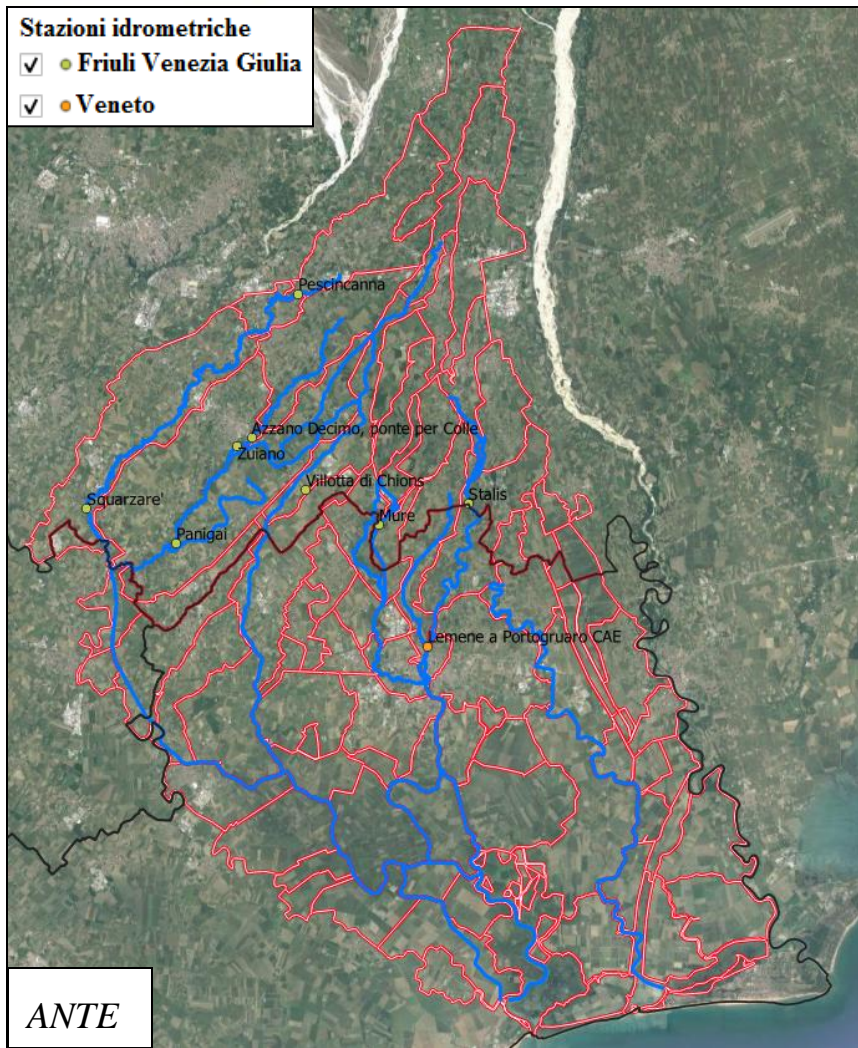 Stazioni idrometriche
Friuli Venezia Giulia
Veneto
Pescincanna
Azzano Decimo, ponte per Colle
Zuiano
Villotta di Chions
Stalis
Squarzare'
Mure
Panigai
Lemene a Portogruaro CAE
ANTE